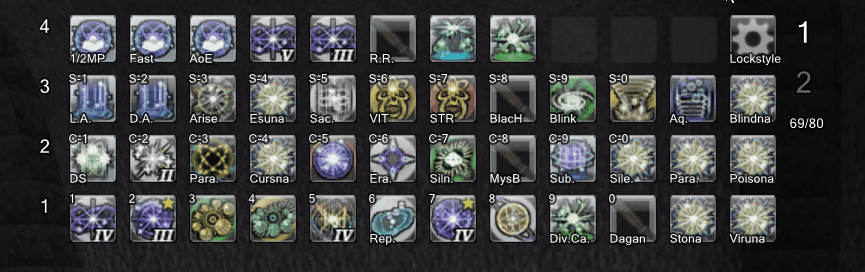 4 1/2MP Fast AoE V III R.R. Lockstyle 1
3 S-1 S-2 S-3 S-4 S-5 S-6 S-7 S-8 S-9 S-0 2
L.A. D.A. Arise Esuna Sac. VIT STR BlacH Blink Aq. Blindna
69/80
2 C-1 C-2 C-3 C-4 C-5 C-6 C-7 C-8 C-9 C-0
DS II Para. Cursna Era. Siln. MysB Sub. Sile. Para. Poisona
1 1 2 3 4 5 6 7 8 9 0
IV III IV Rep. IV Div.Ca. Dagan Stona Viruna